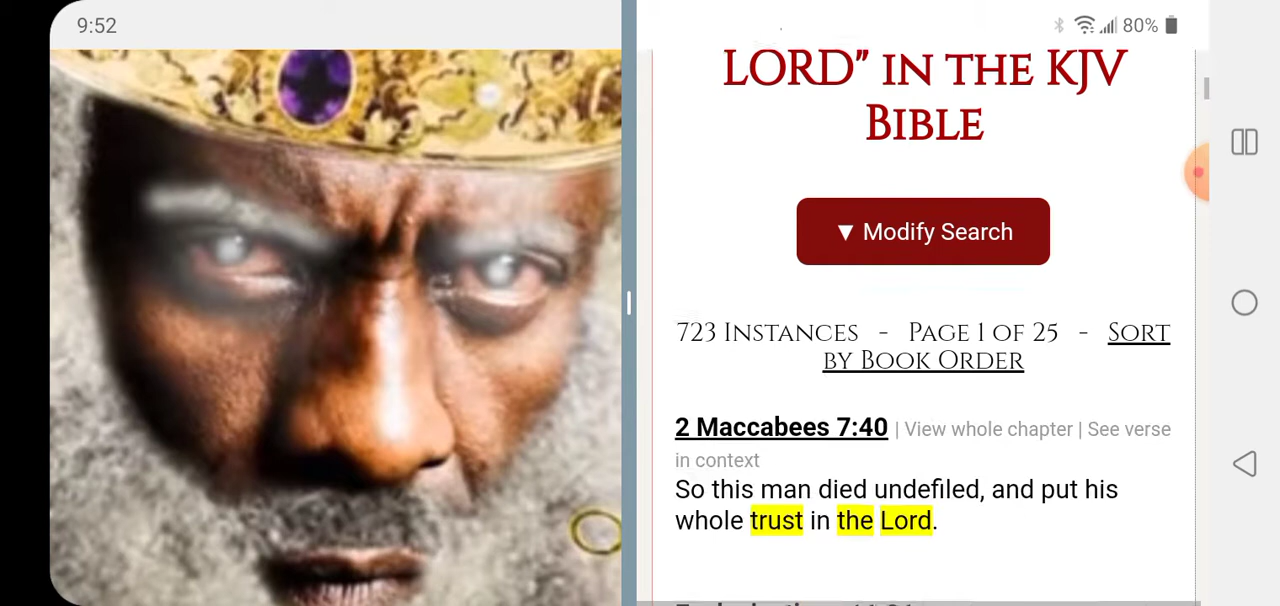 9:52
80%
LORD" IN THE KJV
BIBLE
▼ Modify Search
723 Instances - Page 1 of 25 - Sort
by Book Order
2 Maccabees 7:40 | View whole chapter | See verse
in context
So this man died undefiled, and put his
whole trust in the Lord.